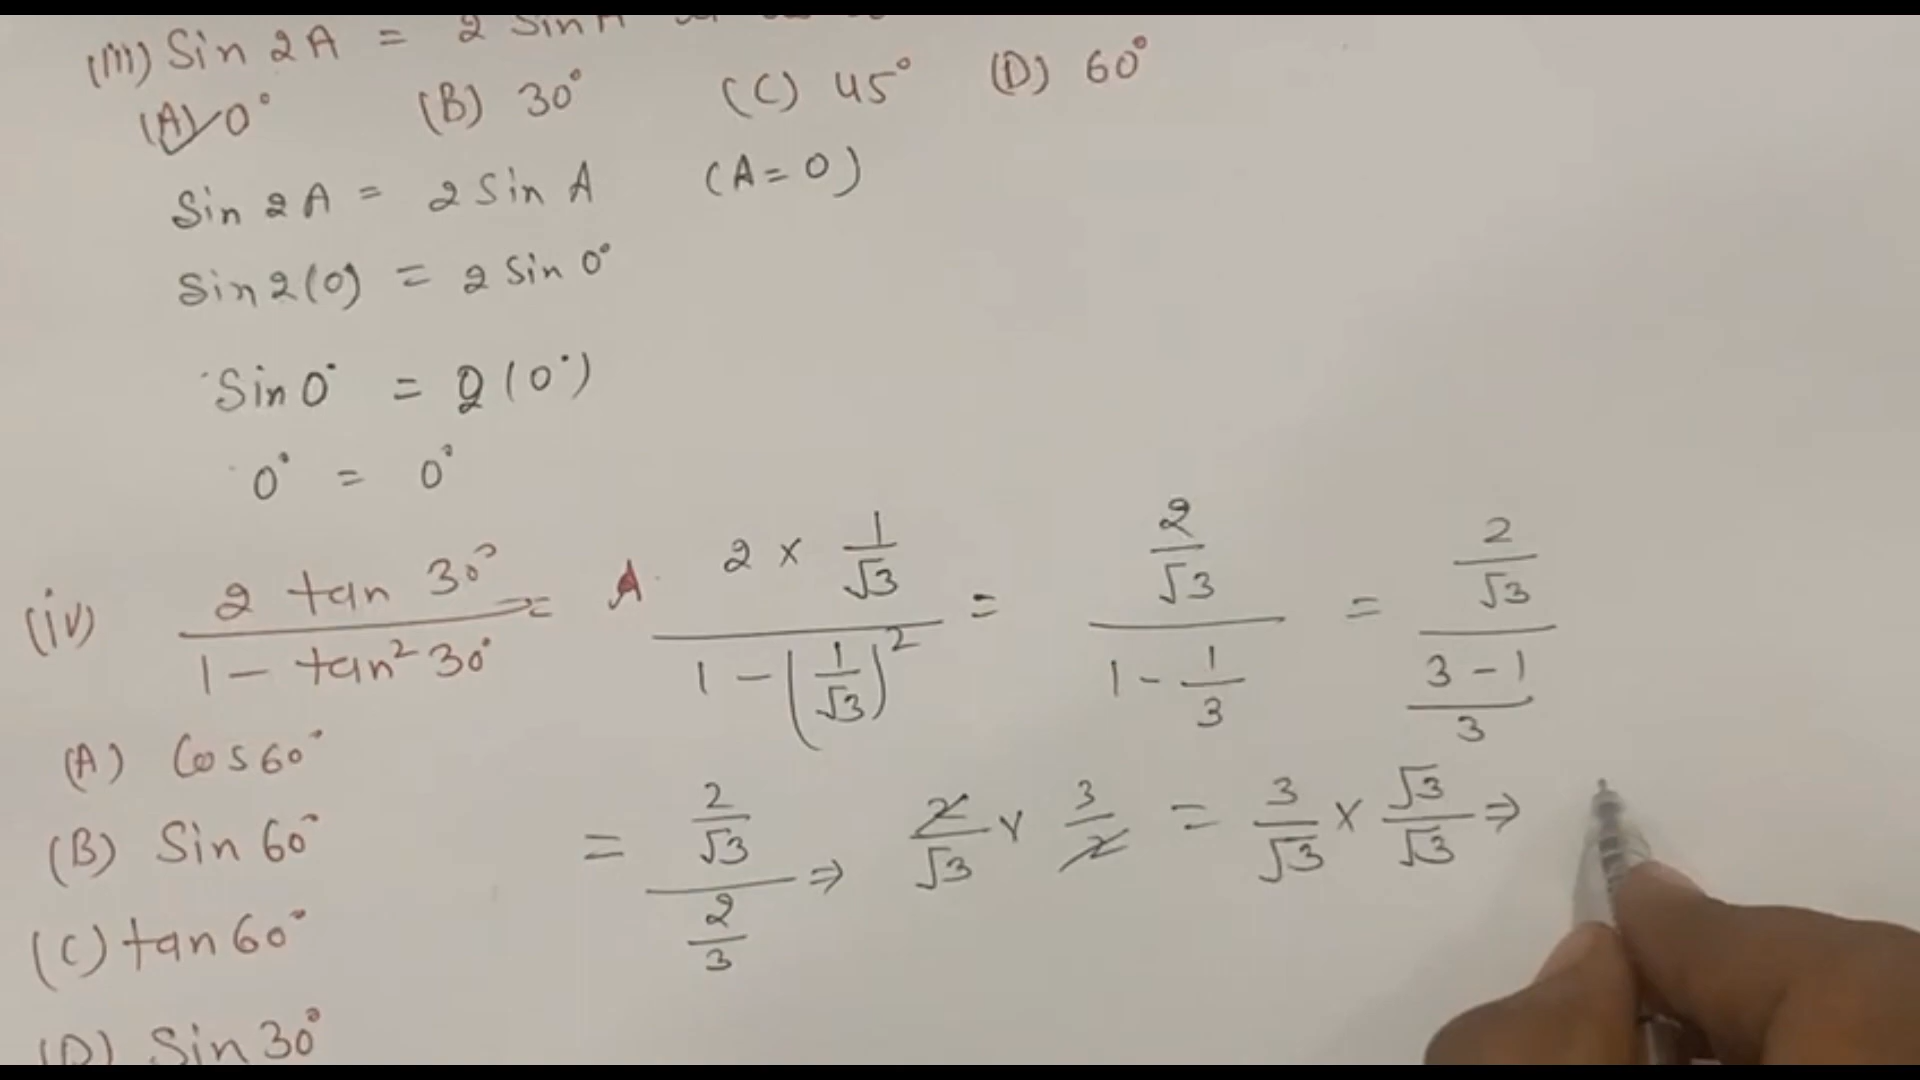 (iii) Sin 2A = 2 Sin A
(A) 0° (B) 30° (C) 45° (D) 60°
Sin 2A = 2 Sin A (A = 0)
Sin 2(0) = 2 Sin 0°
Sin 0° = 2(0°)
0° = 0°
(iv) 2 tan 30° / 1 - tan² 30° = 2 × 1/√3 / 1 - (1/√3)² = 2/√3 / 1 - 1/3 = 2/√3 / 3 - 1/3
(A) Cos 60°
= 2/√3 / 2/3 ⇒ 2/√3 × 3/2 = 3/√3 × √3/√3 ⇒
(B) Sin 60°
(C) tan 60°
(D) Sin 30°